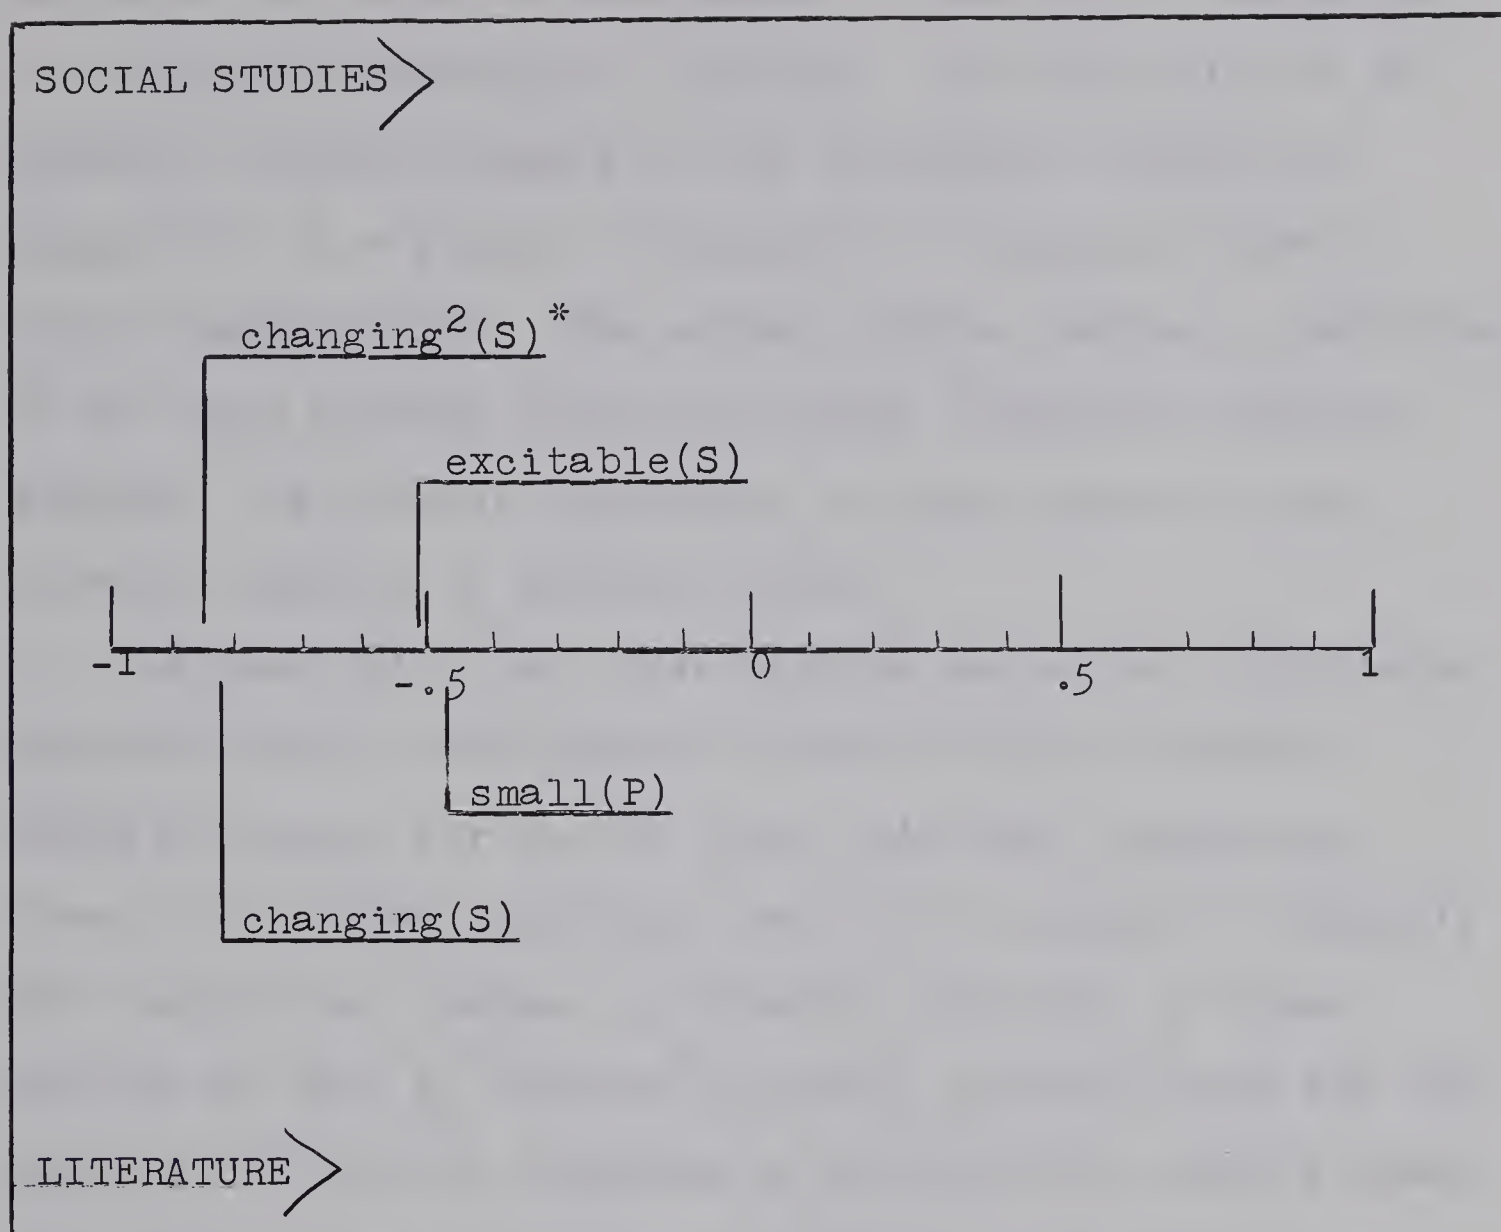 SOCIAL STUDIES
changing²(S)*
excitable(S)
-1 -.5 0 .5 1
small(P)
changing(S)
LITERATURE